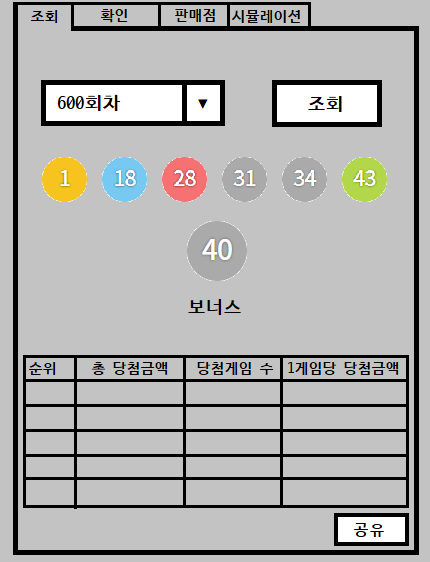 조회 확인 판매점 시뮬레이션
600회차 ▼ 조회
1 18 28 31 34 43
40
보너스
순위 총 당첨금액 당첨게임 수 1게임당 당첨금액
공유